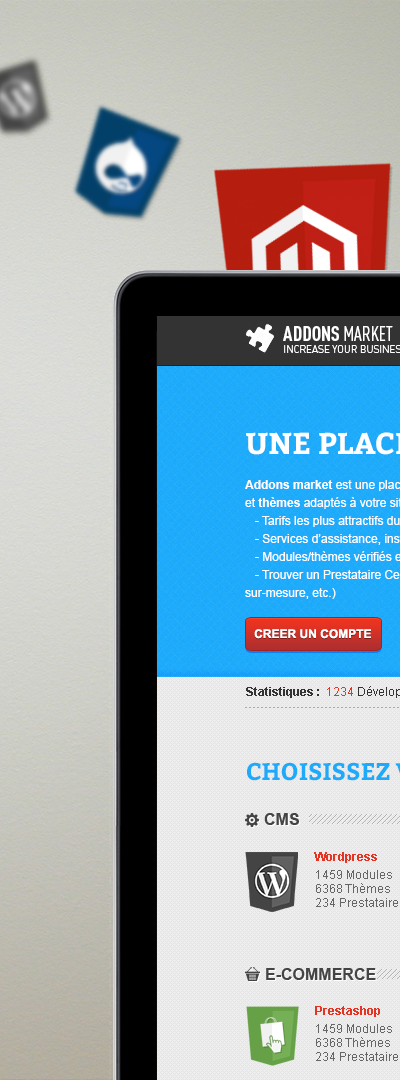 ADDONS MARKET
INCREASE YOUR BUSINES
UNE PLAC
Addons market est une plac
et thèmes adaptés à votre sit
- Tarifs les plus attractifs du
- Services d'assistance, ins
- Modules/thèmes vérifiés e
- Trouver un Prestataire Ce
sur-mesure, etc.)
CREER UN COMPTE
Statistiques : 1234 Dévelop
CHOISISSEZ
CMS
Wordpress
1459 Modules
6368 Thèmes
234 Prestataire
E-COMMERCE
Prestashop
1459 Modules
6368 Thèmes
234 Prestataire